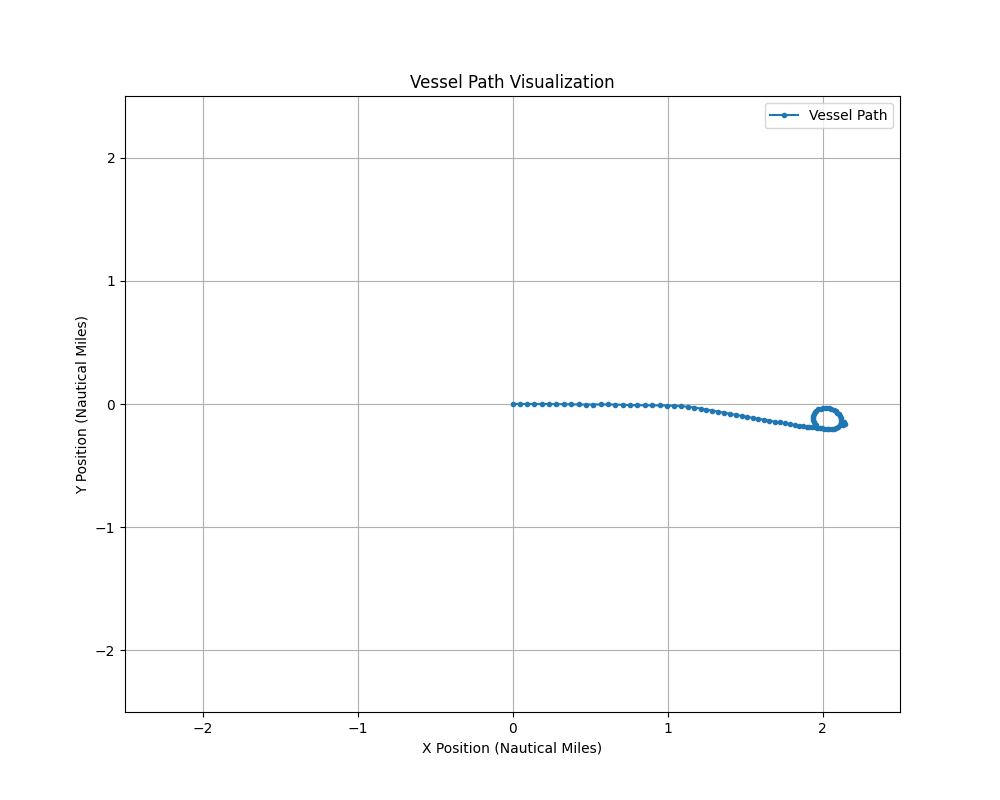 Vessel Path Visualization
Vessel Path
Y Position (Nautical Miles)
2
1
0
−1
−2
−2
−1
0
1
2
X Position (Nautical Miles)